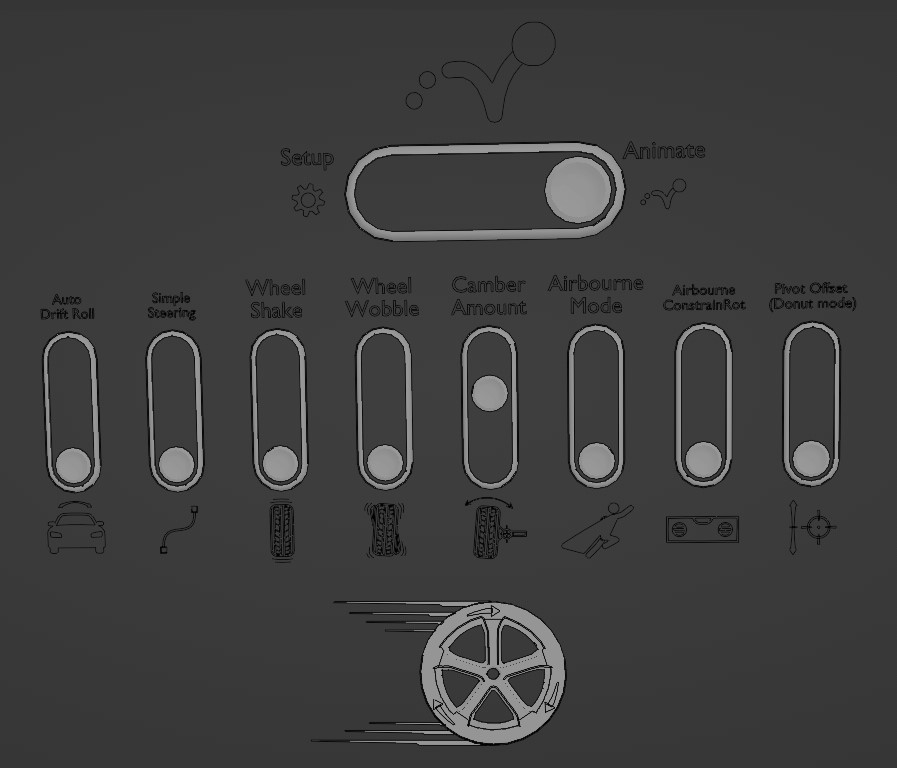 Setup
Animate
Auto
Drift Roll
Simple
Steering
Wheel
Shake
Wheel
Wobble
Camber
Amount
Airbourne
Mode
Airbourne
ConstrainRot
Pivot Offset
(Donut mode)